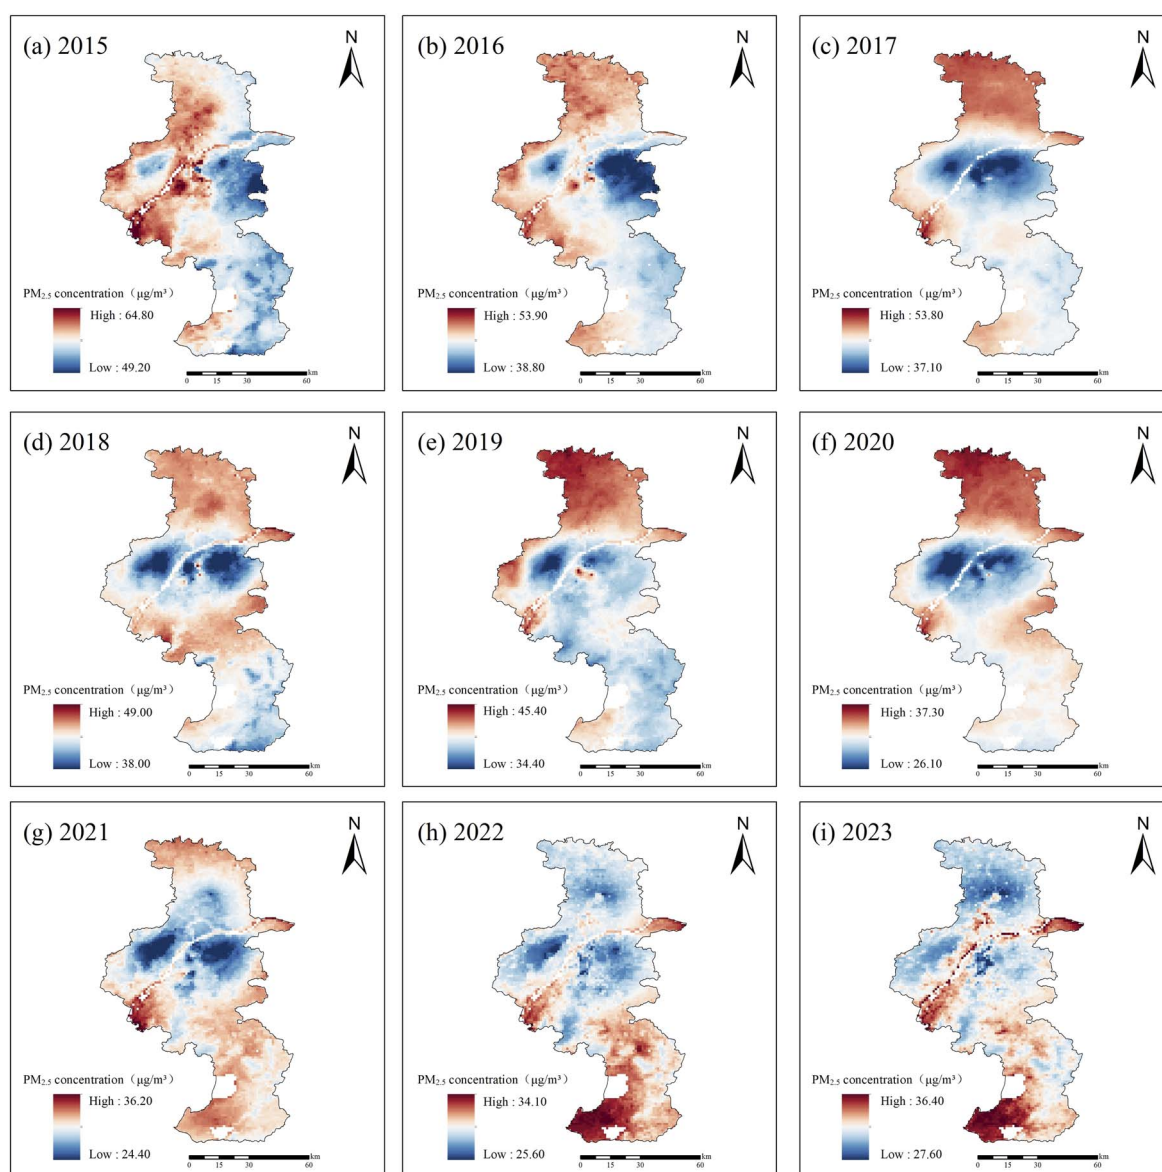 (a) 2015
N
PM2.5 concentration（μg/m³）
High : 64.80
Low : 49.20
km
0 15 30 60
(b) 2016
N
PM2.5 concentration（μg/m³）
High : 53.90
Low : 38.80
km
0 15 30 60
(c) 2017
N
PM2.5 concentration（μg/m³）
High : 53.80
Low : 37.10
km
0 15 30 60
(d) 2018
N
PM2.5 concentration（μg/m³）
High : 49.00
Low : 38.00
km
0 15 30 60
(e) 2019
N
PM2.5 concentration（μg/m³）
High : 45.40
Low : 34.40
km
0 15 30 60
(f) 2020
N
PM2.5 concentration（μg/m³）
High : 37.30
Low : 26.10
km
0 15 30 60
(g) 2021
N
PM2.5 concentration（μg/m³）
High : 36.20
Low : 24.40
km
0 15 30 60
(h) 2022
N
PM2.5 concentration（μg/m³）
High : 34.10
Low : 25.60
km
0 15 30 60
(i) 2023
N
PM2.5 concentration（μg/m³）
High : 36.40
Low : 27.60
km
0 15 30 60